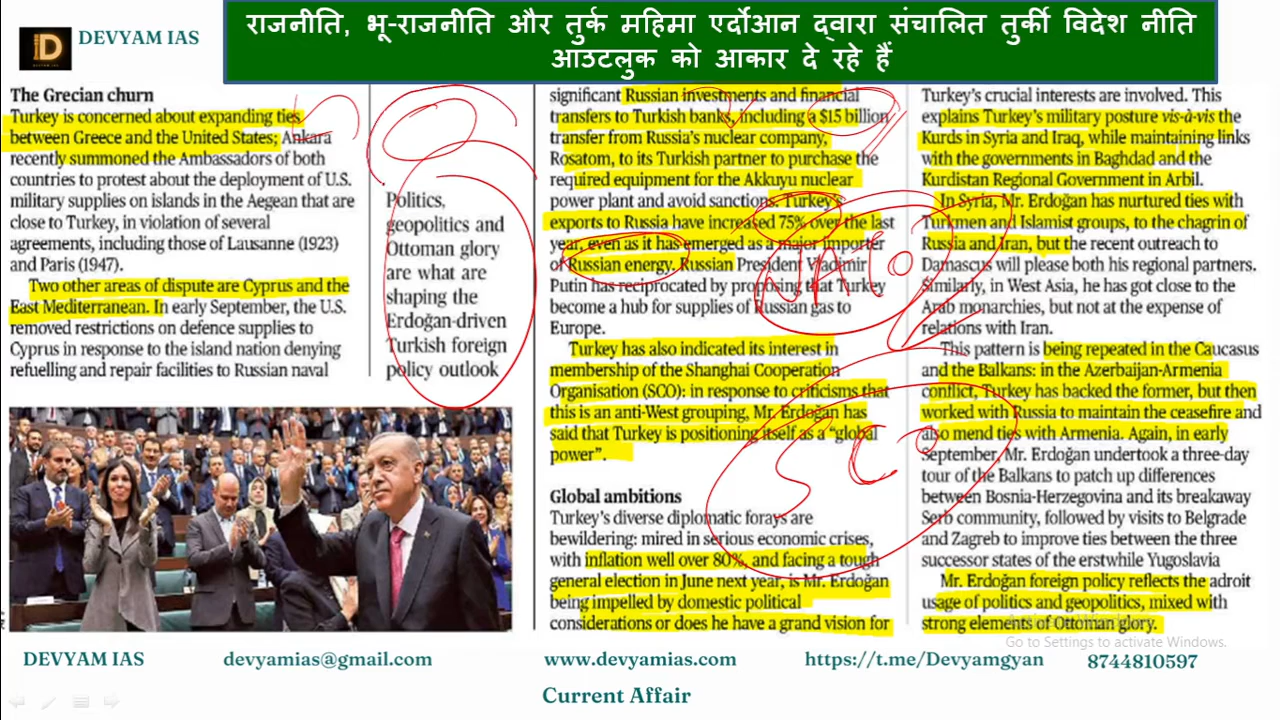 DEVYAM IAS
राजनीति, भू-राजनीति और तुर्क महिमा एर्दोआन द्वारा संचालित तुर्की विदेश नीति
आउटलुक को आकार दे रहे हैं
The Grecian churn
Turkey is concerned about expanding ties
between Greece and the United States; Ankara
recently summoned the Ambassadors of both
countries to protest about the deployment of U.S.
military supplies on islands in the Aegean that are
close to Turkey, in violation of several
agreements, including those of Lausanne (1923)
and Paris (1947).
Two other areas of dispute are Cyprus and the
East Mediterranean. In early September, the U.S.
removed restrictions on defence supplies to
Cyprus in response to the island nation denying
refuelling and repair facilities to Russian naval
Politics,
geopolitics and
Ottoman glory
are what are
shaping the
Erdoğan-driven
Turkish foreign
policy outlook
significant Russian investments and financial
transfers to Turkish banks, including a $15 billion
transfer from Russia's nuclear company,
Rosatom, to its Turkish partner to purchase the
required equipment for the Akkuyu nuclear
power plant and avoid sanctions. Turkey's
exports to Russia have increased 75% over the last
year, even as it has emerged as a major importer
of Russian energy. Russian President Vladimir
Putin has reciprocated by proposing that Turkey
become a hub for supplies of Russian gas to
Europe.
Turkey has also indicated its interest in
membership of the Shanghai Cooperation
Organisation (SCO): in response to criticisms that
this is an anti-West grouping, Mr. Erdoğan has
said that Turkey is positioning itself as a "global
power".
Global ambitions
Turkey's diverse diplomatic forays are
bewildering: mired in serious economic crises,
with inflation well over 80%, and facing a tough
general election in June next year, is Mr. Erdoğan
being impelled by domestic political
considerations or does he have a grand vision for
Turkey's crucial interests are involved. This
explains Turkey's military posture vis-à-vis the
Kurds in Syria and Iraq, while maintaining links
with the governments in Baghdad and the
Kurdistan Regional Government in Arbil.
In Syria, Mr. Erdoğan has nurtured ties with
Turkmen and Islamist groups, to the chagrin of
Russia and Iran, but the recent outreach to
Damascus will please both his regional partners.
Similarly, in West Asia, he has got close to the
Arab monarchies, but not at the expense of
relations with Iran.
This pattern is being repeated in the Caucasus
and the Balkans: in the Azerbaijan-Armenia
conflict, Turkey has backed the former, but then
worked with Russia to maintain the ceasefire and
also mend ties with Armenia. Again, in early
September, Mr. Erdoğan undertook a three-day
tour of the Balkans to patch up differences
between Bosnia-Herzegovina and its breakaway
Serb community, followed by visits to Belgrade
and Zagreb to improve ties between the three
successor states of the erstwhile Yugoslavia
Mr. Erdoğan foreign policy reflects the adroit
usage of politics and geopolitics, mixed with
strong elements of Ottoman glory.
SCO
Go to Settings to activate Windows.
DEVYAM IAS
devyamias@gmail.com
www.devyamias.com
https://t.me/Devyamgyan
8744810597
Current Affair